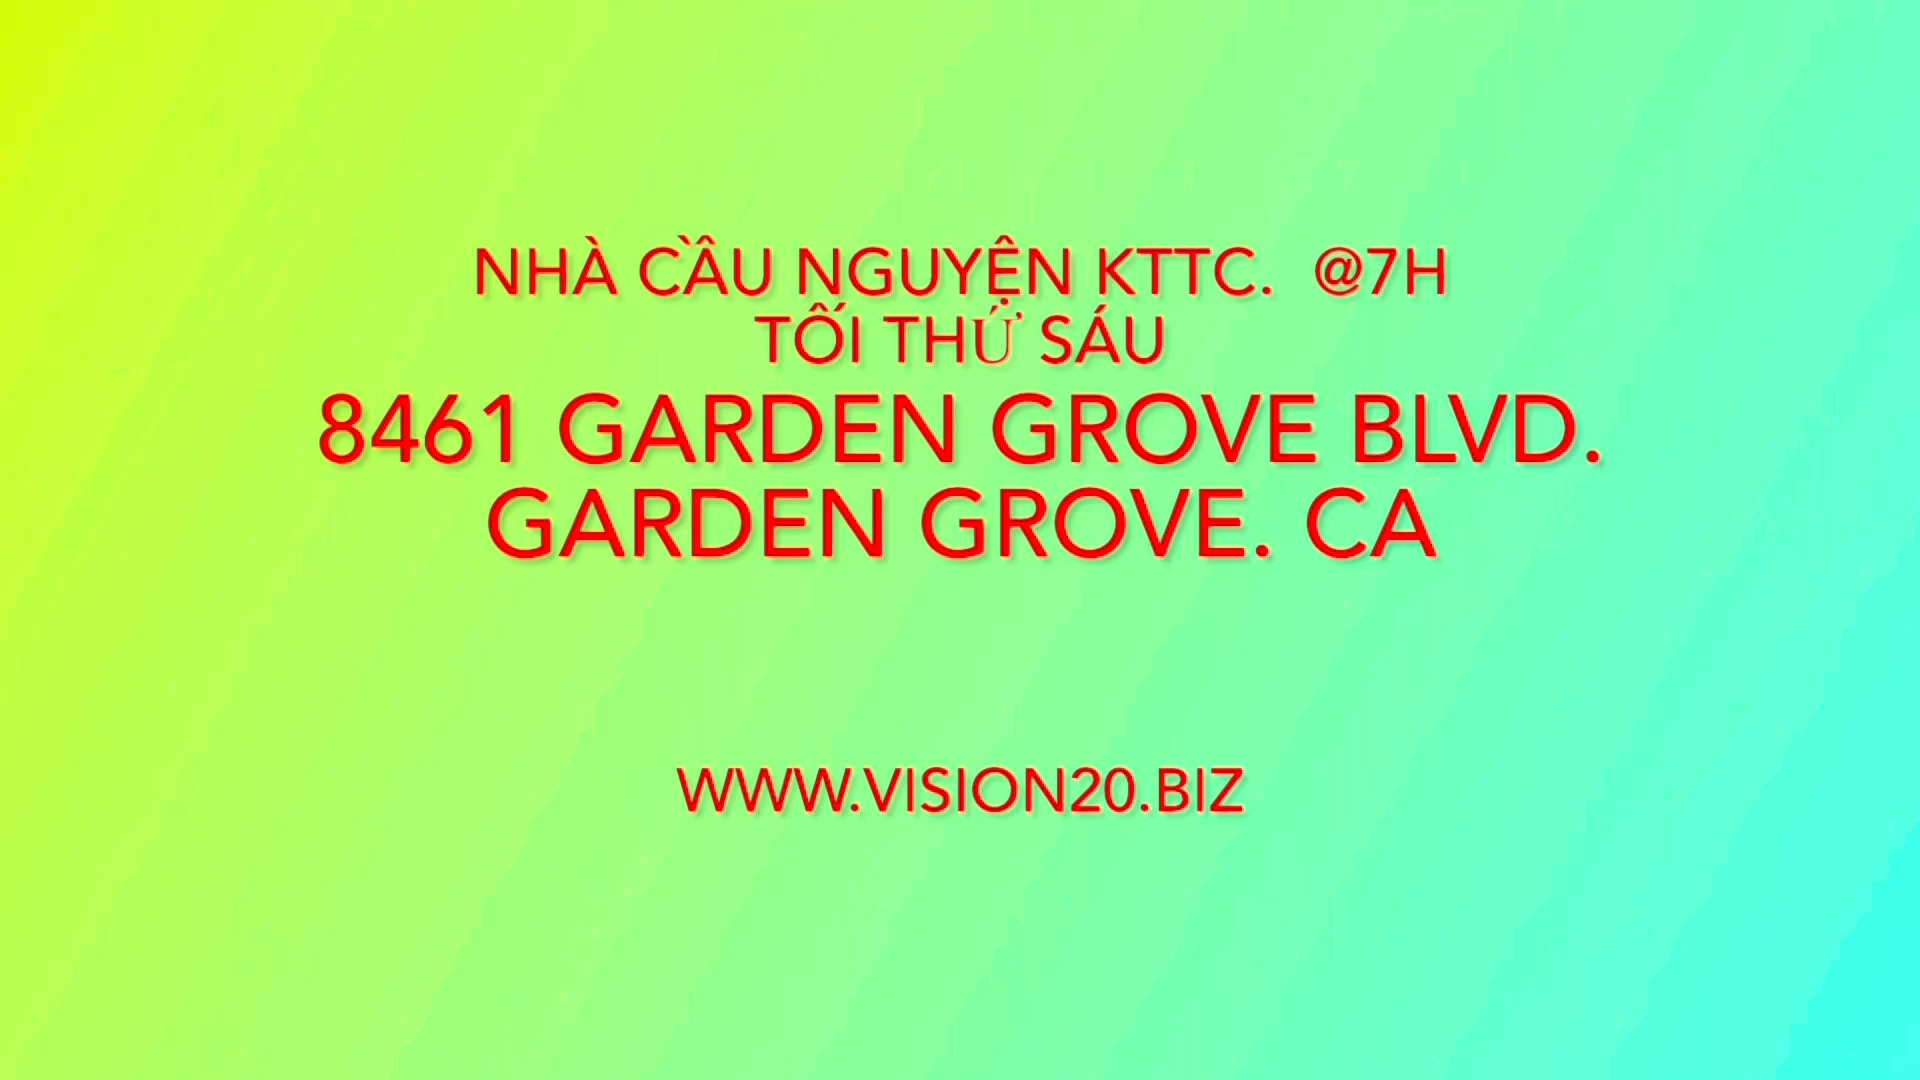 NHÀ CẦU NGUYỆN KTTC.  @7H
TỐI THỨ SÁU
8461 GARDEN GROVE BLVD.
GARDEN GROVE. CA
WWW.VISION20.BIZ